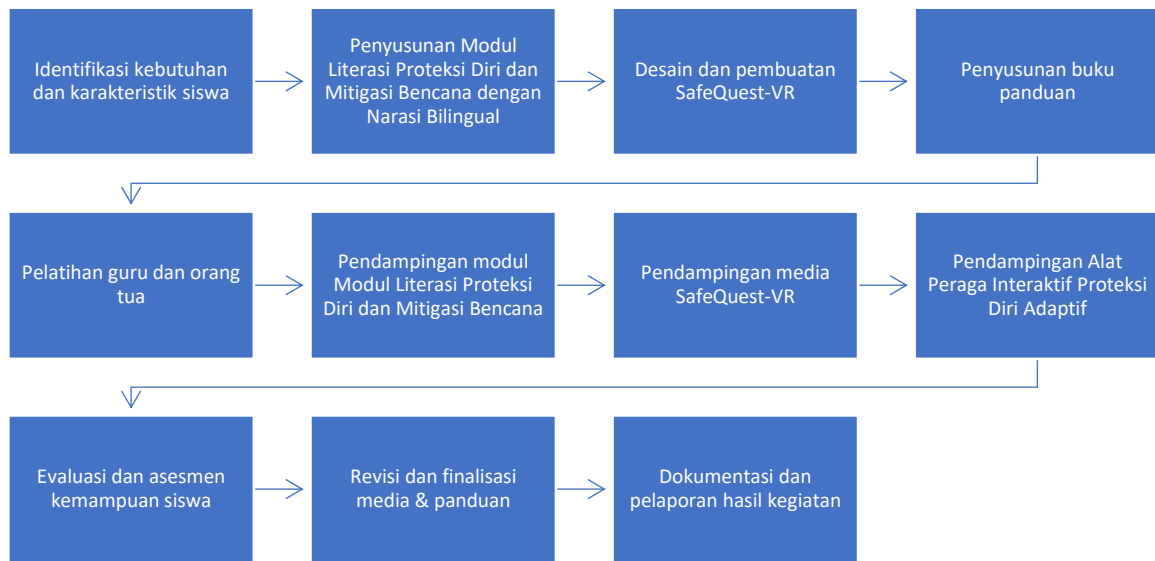 Identifikasi kebutuhan
dan karakteristik siswa
Penyusunan Modul
Literasi Proteksi Diri dan
Mitigasi Bencana dengan
Narasi Bilingual
Desain dan pembuatan
SafeQuest-VR
Penyusunan buku
panduan
Pelatihan guru dan orang
tua
Pendampingan modul
Modul Literasi Proteksi
Diri dan Mitigasi Bencana
Pendampingan media
SafeQuest-VR
Pendampingan Alat
Peraga Interaktif Proteksi
Diri Adaptif
Evaluasi dan asesmen
kemampuan siswa
Revisi dan finalisasi
media & panduan
Dokumentasi dan
pelaporan hasil kegiatan